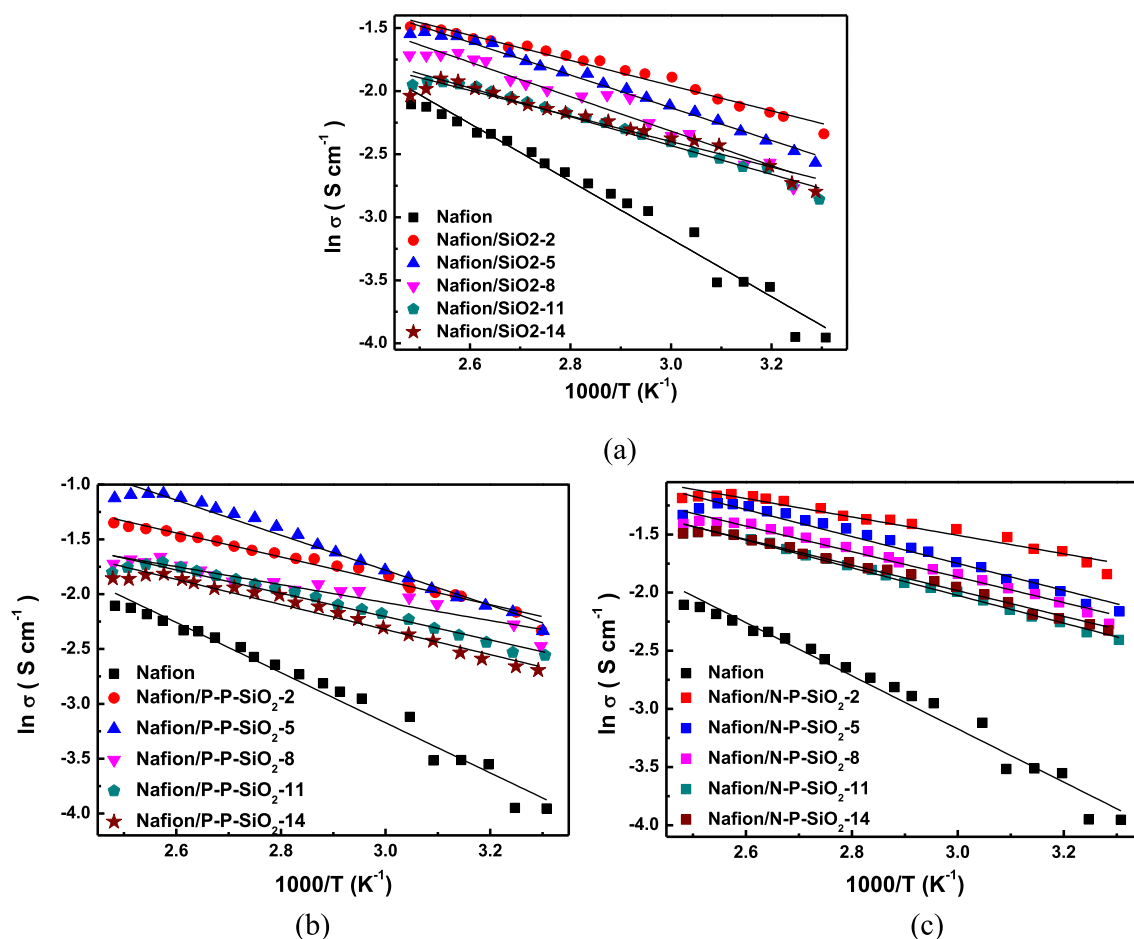 -1.5
-2.0
-2.5
-3.0
-3.5
-4.0
ln σ ( S cm⁻¹)
Nafion
Nafion/SiO2-2
Nafion/SiO2-5
Nafion/SiO2-8
Nafion/SiO2-11
Nafion/SiO2-14
2.6 2.8 3.0 3.2
1000/T (K⁻¹)
(a)
-1.0
-1.5
-2.0
-2.5
-3.0
-3.5
-4.0
ln σ ( S cm⁻¹)
Nafion
Nafion/P-P-SiO₂-2
Nafion/P-P-SiO₂-5
Nafion/P-P-SiO₂-8
Nafion/P-P-SiO₂-11
Nafion/P-P-SiO₂-14
2.6 2.8 3.0 3.2
1000/T (K⁻¹)
(b)
-1.5
-2.0
-2.5
-3.0
-3.5
-4.0
ln σ ( S cm⁻¹)
Nafion
Nafion/N-P-SiO₂-2
Nafion/N-P-SiO₂-5
Nafion/N-P-SiO₂-8
Nafion/N-P-SiO₂-11
Nafion/N-P-SiO₂-14
2.6 2.8 3.0 3.2
1000/T (K⁻¹)
(c)